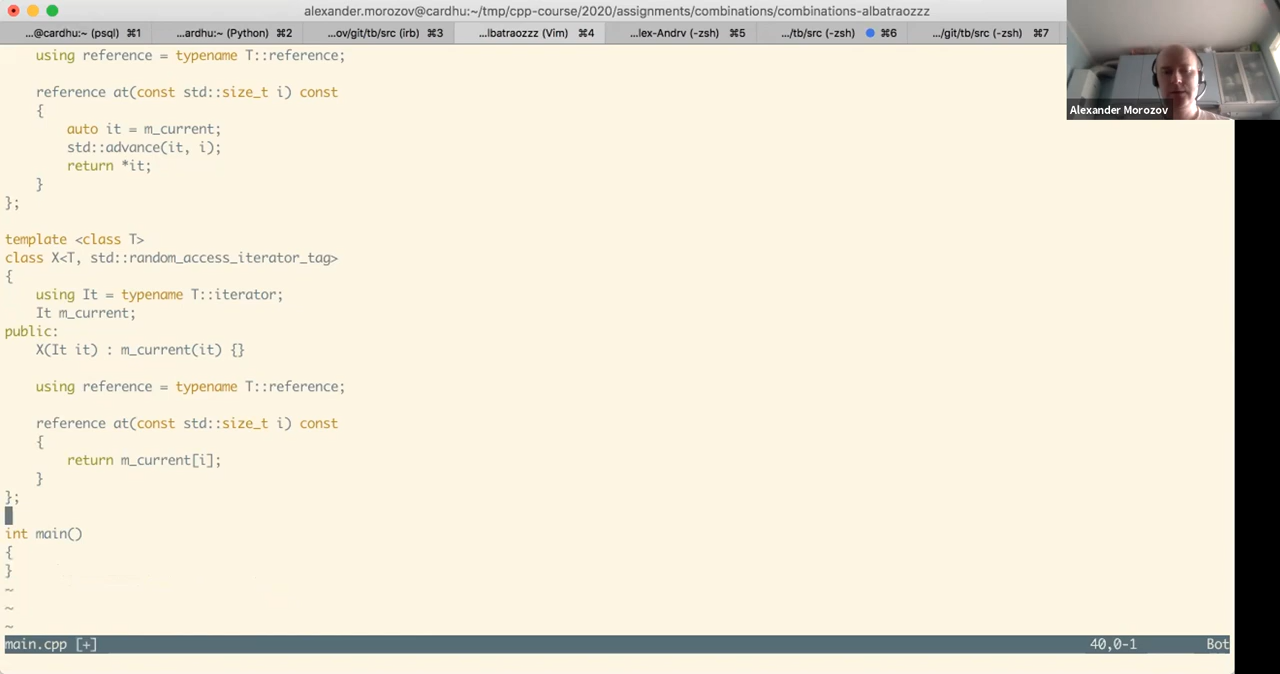 alexander.morozov@cardhu:~/tmp/cpp-course/2020/assignments/combinations/combinations-albatraozzz
...@cardhu:~ (psql) ⌘1 ...ardhu:~ (Python) ⌘2 ...ov/git/tb/src (irb) ⌘3 ...lbatraozzz (Vim) ⌘4 ...lex-Andrv (-zsh) ⌘5 .../tb/src (-zsh) ⌘6 .../git/tb/src (-zsh) ⌘7
Alexander Morozov
using reference = typename T::reference;
reference at(const std::size_t i) const
{
auto it = m_current;
std::advance(it, i);
return *it;
}
};
template <class T>
class X<T, std::random_access_iterator_tag>
{
using It = typename T::iterator;
It m_current;
public:
X(It it) : m_current(it) {}
using reference = typename T::reference;
reference at(const std::size_t i) const
{
return m_current[i];
}
};
int main()
{
}
~
~
~
main.cpp [+] 40,0-1 Bot